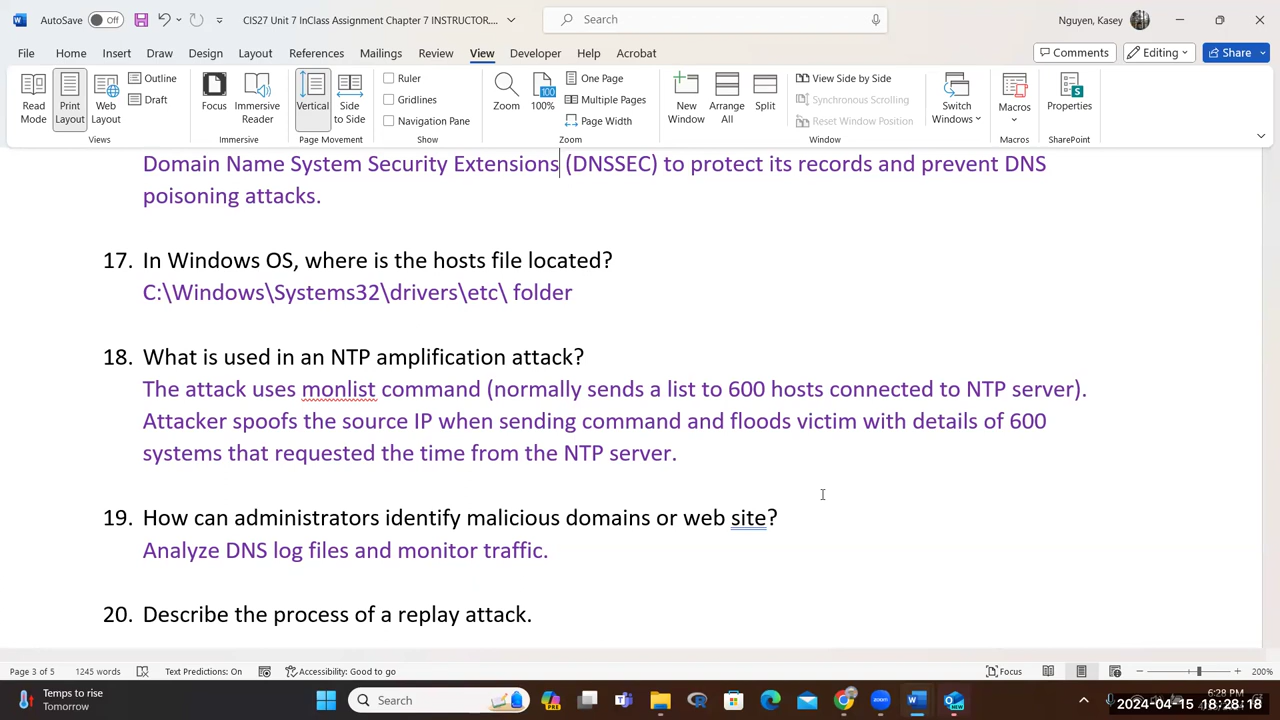 AutoSave Off CIS27 Unit 7 InClass Assignment Chapter 7 INSTRUCTOR.... Search Nguyen, Kasey
File Home Insert Draw Design Layout References Mailings Review View Developer Help Acrobat Comments Editing Share
Read Mode Print Layout Web Layout Outline Draft Focus Immersive Reader Vertical Side to Side Ruler Gridlines Navigation Pane Zoom 100% One Page Multiple Pages Page Width New Window Arrange All Split View Side by Side Synchronous Scrolling Reset Window Position Switch Windows Macros Properties
Views Immersive Page Movement Show Zoom Window Macros SharePoint
Domain Name System Security Extensions (DNSSEC) to protect its records and prevent DNS
poisoning attacks.
17. In Windows OS, where is the hosts file located?
C:\Windows\Systems32\drivers\etc\ folder
18. What is used in an NTP amplification attack?
The attack uses monlist command (normally sends a list to 600 hosts connected to NTP server).
Attacker spoofs the source IP when sending command and floods victim with details of 600
systems that requested the time from the NTP server.
19. How can administrators identify malicious domains or web site?
Analyze DNS log files and monitor traffic.
20. Describe the process of a replay attack.
Page 3 of 5 1245 words Text Predictions: On Accessibility: Good to go Focus 200%
Temps to rise
Tomorrow
Search
6:28 PM
2024-04-15 18:28:18